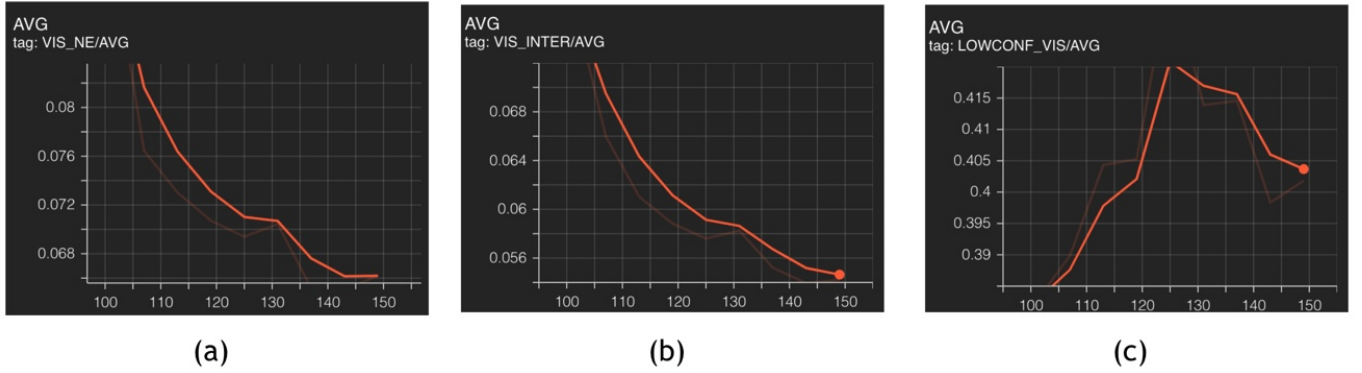 AVG
tag: VIS_NE/AVG
0.08
0.076
0.072
0.068
100 110 120 130 140 150
(a)
AVG
tag: VIS_INTER/AVG
0.068
0.064
0.06
0.056
100 110 120 130 140 150
(b)
AVG
tag: LOWCONF_VIS/AVG
0.415
0.41
0.405
0.4
0.395
0.39
100 110 120 130 140 150
(c)